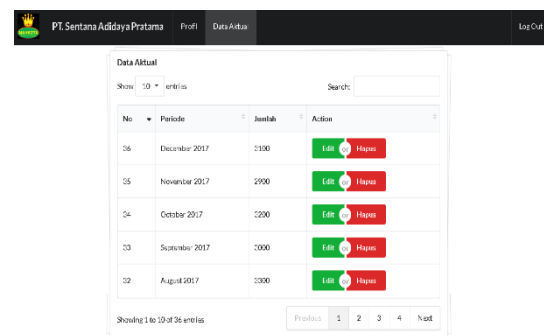 PT. Sentana Adidaya Pratama Profil Data Aktual Log Out
Data Aktual
Show 10 entries Search:
No Periode Jumlah Action
36 December 2017 3100 Edit or Hapus
35 November 2017 2900 Edit or Hapus
34 October 2017 3200 Edit or Hapus
33 September 2017 3000 Edit or Hapus
32 August 2017 3300 Edit or Hapus
Showing 1 to 10 of 36 entries Previous 1 2 3 4 Next